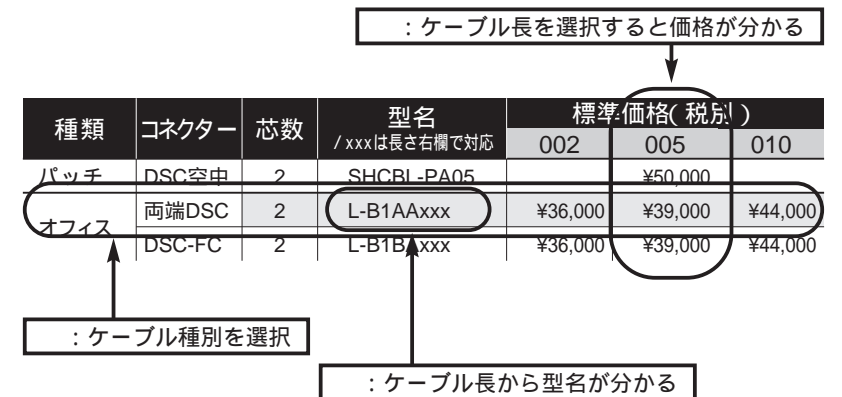 ：ケーブル長を選択すると価格が分かる
種類 コネクター 芯数 型名 標準価格(税別)
/xxxは長さ右欄で対応 002 005 010
パッチ DSC空中 2 SHCBL-PA05 ¥50,000
オフィス 両端DSC 2 L-B1AAxxx ¥36,000 ¥39,000 ¥44,000
DSC-FC 2 L-B1BAxxx ¥36,000 ¥39,000 ¥44,000
：ケーブル種別を選択
：ケーブル長から型名が分かる